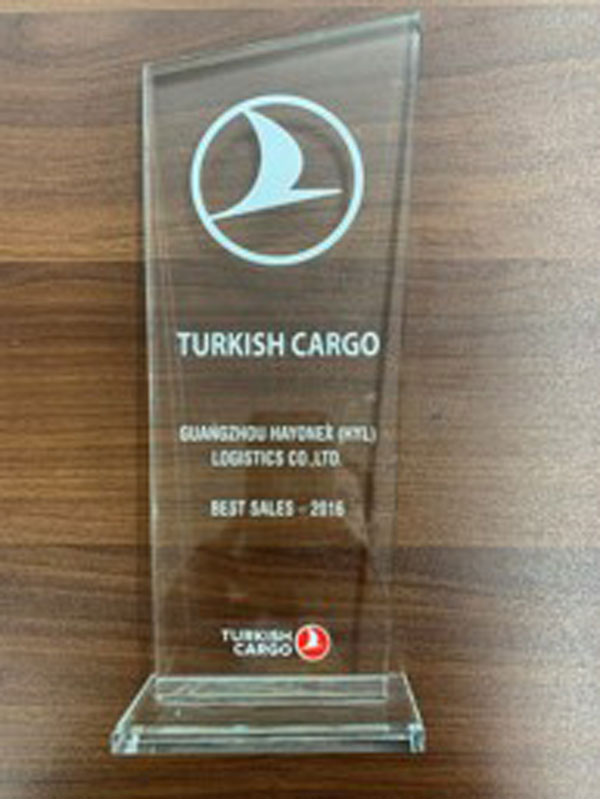 TURKISH CARGO
GUANGZHOU HAYONEX (HYL)
LOGISTICS CO.,LTD.
BEST SALES - 2016
TURKISH
CARGO